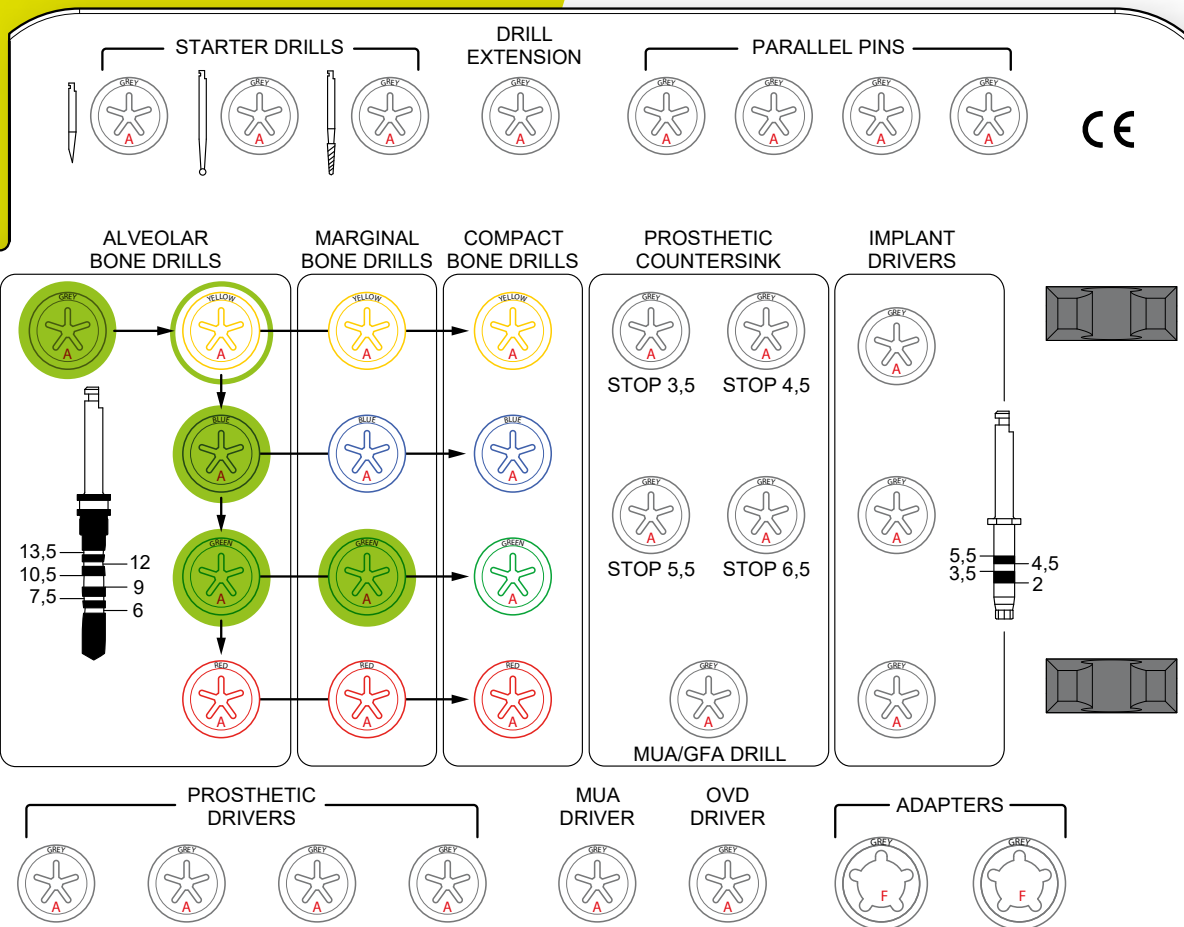 STARTER DRILLS
DRILL
EXTENSION
PARALLEL PINS
GREY
A
GREY
A
GREY
A
GREY
A
GREY
A
GREY
A
GREY
A
GREY
A
CE
ALVEOLAR
BONE DRILLS
MARGINAL
BONE DRILLS
COMPACT
BONE DRILLS
PROSTHETIC
COUNTERSINK
IMPLANT
DRIVERS
GREY
A
YELLOW
A
YELLOW
A
YELLOW
A
BLUE
A
BLUE
A
BLUE
A
GREEN
A
GREEN
A
GREEN
A
RED
A
RED
A
RED
A
13,5
12
10,5
9
7,5
6
GREY
A
STOP 3,5
GREY
A
STOP 4,5
GREY
A
STOP 5,5
GREY
A
STOP 6,5
GREY
A
MUA/GFA DRILL
GREY
A
GREY
A
GREY
A
5,5
4,5
3,5
2
PROSTHETIC
DRIVERS
MUA
DRIVER
OVD
DRIVER
ADAPTERS
GREY
A
GREY
A
GREY
A
GREY
A
GREY
A
GREY
A
GREY
F
GREY
F